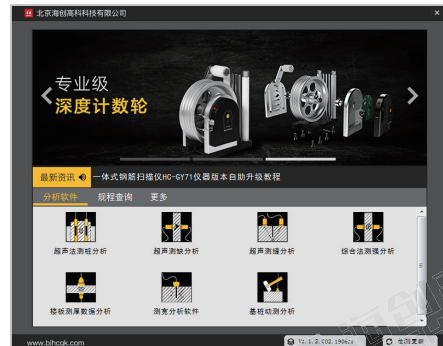 北京海创高科科技有限公司
专业级
深度计数轮
最新资讯 一体式钢筋扫描仪HC-GY71仪器版本自助升级教程
分析软件 规程查询 更多
超声法测桩分析 超声测缺分析 超声测缝分析 综合法测强分析
楼板测厚数据分析 测宽分析软件 基桩动测分析
www.bjhcgk.com 检测更新